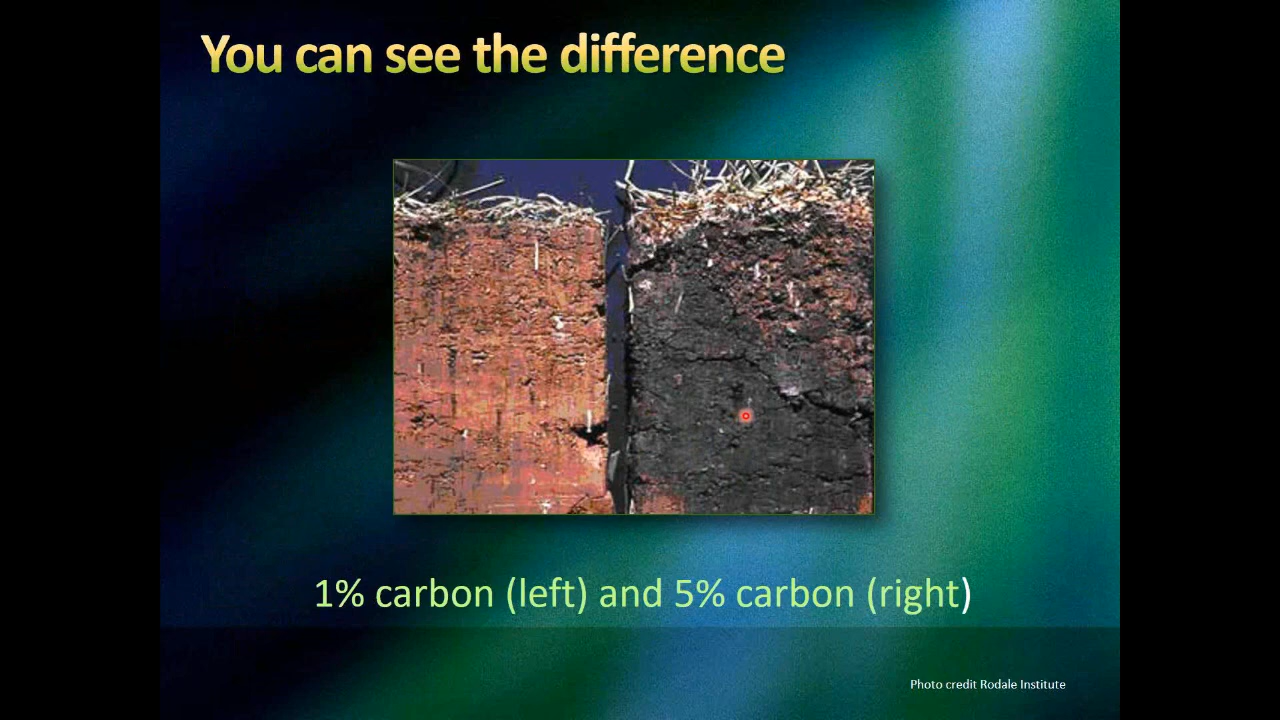 You can see the difference
1% carbon (left) and 5% carbon (right)
Photo credit Rodale Institute